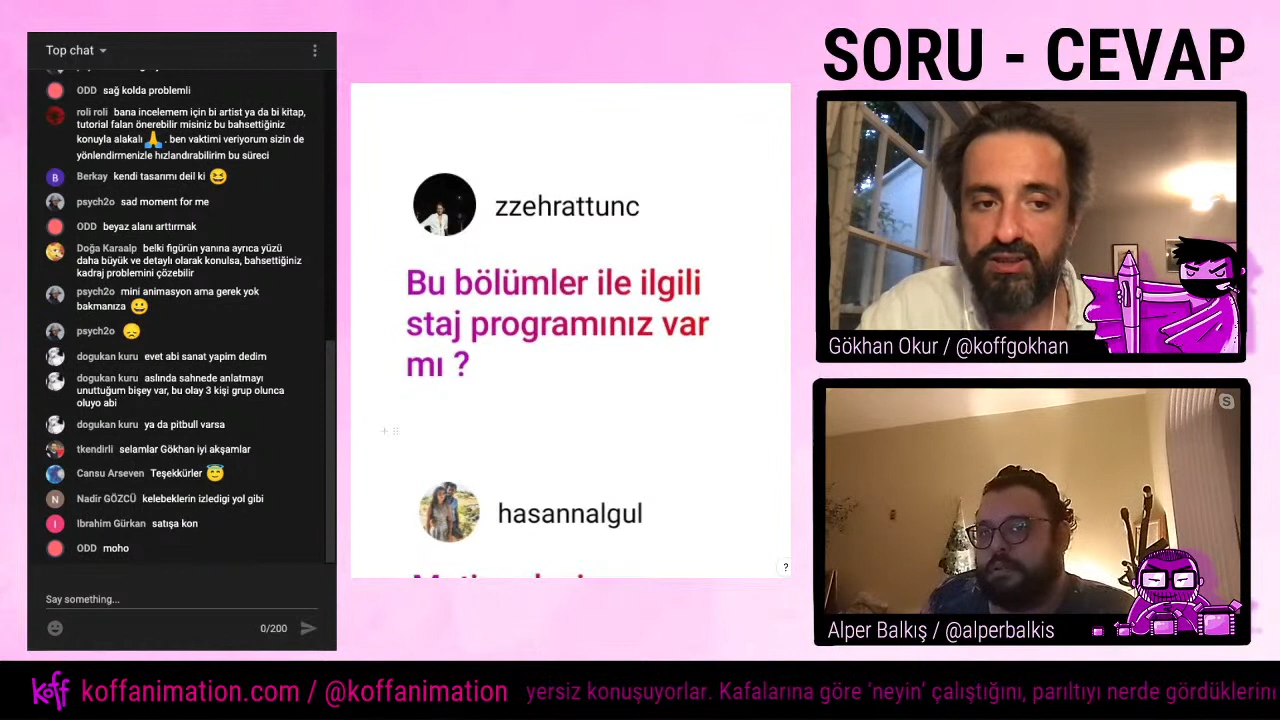 Top chat
ODD sağ kolda problemli
roli roli bana incelemem için bi artist ya da bi kitap,
tutorial falan önerebilir misiniz bu bahsettiğiniz
konuyla alakalı 🙏 . ben vaktimi veriyorum sizin de
yönlendirmenizle hızlandırabilirim bu süreci
B
Berkay kendi tasarımı deil ki 😆
psych2o sad moment for me
ODD beyaz alanı arttırmak
Doğa Karaalp belki figürün yanına ayrıca yüzü
daha büyük ve detaylı olarak konulsa, bahsettiğiniz
kadraj problemini çözebilir
psych2o mini animasyon ama gerek yok
bakmanıza 😀
psych2o 😞
dogukan kuru evet abi sanat yapim dedim
dogukan kuru aslında sahnede anlatmayı
unuttuğum bişey var, bu olay 3 kişi grup olunca
oluyo abi
dogukan kuru ya da pitbull varsa
tkendirli selamlar Gökhan iyi akşamlar
Cansu Arseven Teşekkürler 😇
N
Nadir GÖZCÜ kelebeklerin izledigi yol gibi
I
Ibrahim Gürkan satışa kon
ODD moho
Say something...
0/200
zzehrattunc
Bu bölümler ile ilgili
staj programınız var
mı ?
hasannalgul
?
SORU - CEVAP
Gökhan Okur / @koffgokhan
S
Alper Balkış / @alperbalkis
koff koffanimation.com / @koffanimation yersiz konuşuyorlar. Kafalarına göre 'neyin' çalıştığını, parıltıyı nerde gördüklerini